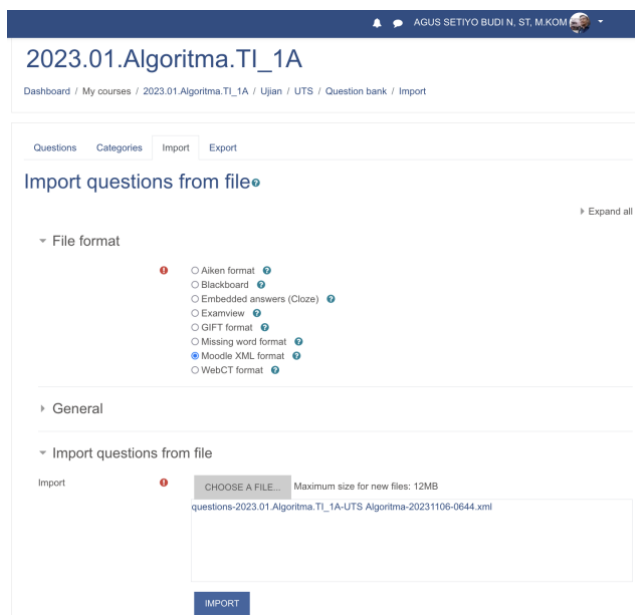 AGUS SETIYO BUDI N, ST, M.KOM
2023.01.Algoritma.TI_1A
Dashboard / My courses / 2023.01.Algoritma.TI_1A / Ujian / UTS / Question bank / Import
Questions Categories Import Export
Import questions from file
Expand all
File format
Aiken format
Blackboard
Embedded answers (Cloze)
Examview
GIFT format
Missing word format
Moodle XML format
WebCT format
General
Import questions from file
Import CHOOSE A FILE... Maximum size for new files: 12MB
questions-2023.01.Algoritma.TI_1A-UTS Algoritma-20231106-0644.xml
IMPORT